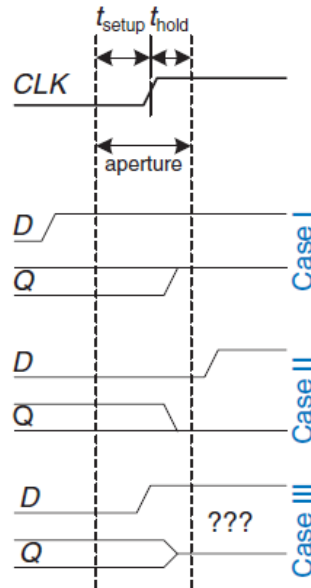 tsetup thold
CLK
aperture
D
Q
Case I
D
Q
Case II
D
???
Q
Case III